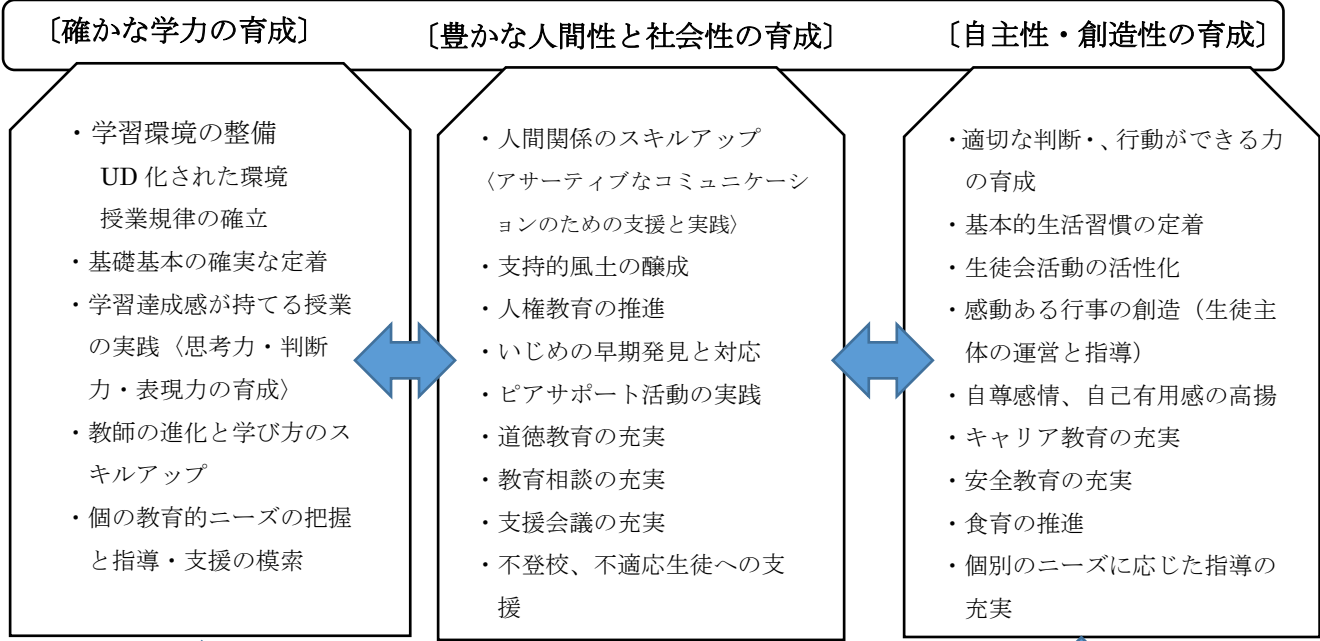 〔確かな学力の育成〕
〔豊かな人間性と社会性の育成〕
〔自主性・創造性の育成〕
・学習環境の整備
UD 化された環境
授業規律の確立
・基礎基本の確実な定着
・学習達成感が持てる授業
の実践〈思考力・判断
力・表現力の育成〉
・教師の進化と学び方のス
キルアップ
・個の教育的ニーズの把握
と指導・支援の模索
・人間関係のスキルアップ
〈アサーティブなコミュニケーシ
ョンのための支援と実践〉
・支持的風土の醸成
・人権教育の推進
・いじめの早期発見と対応
・ピアサポート活動の実践
・道徳教育の充実
・教育相談の充実
・支援会議の充実
・不登校、不適応生徒への支
援
・適切な判断・、行動ができる力
の育成
・基本的生活習慣の定着
・生徒会活動の活性化
・感動ある行事の創造（生徒主
体の運営と指導）
・自尊感情、自己有用感の高揚
・キャリア教育の充実
・安全教育の充実
・食育の推進
・個別のニーズに応じた指導の
充実